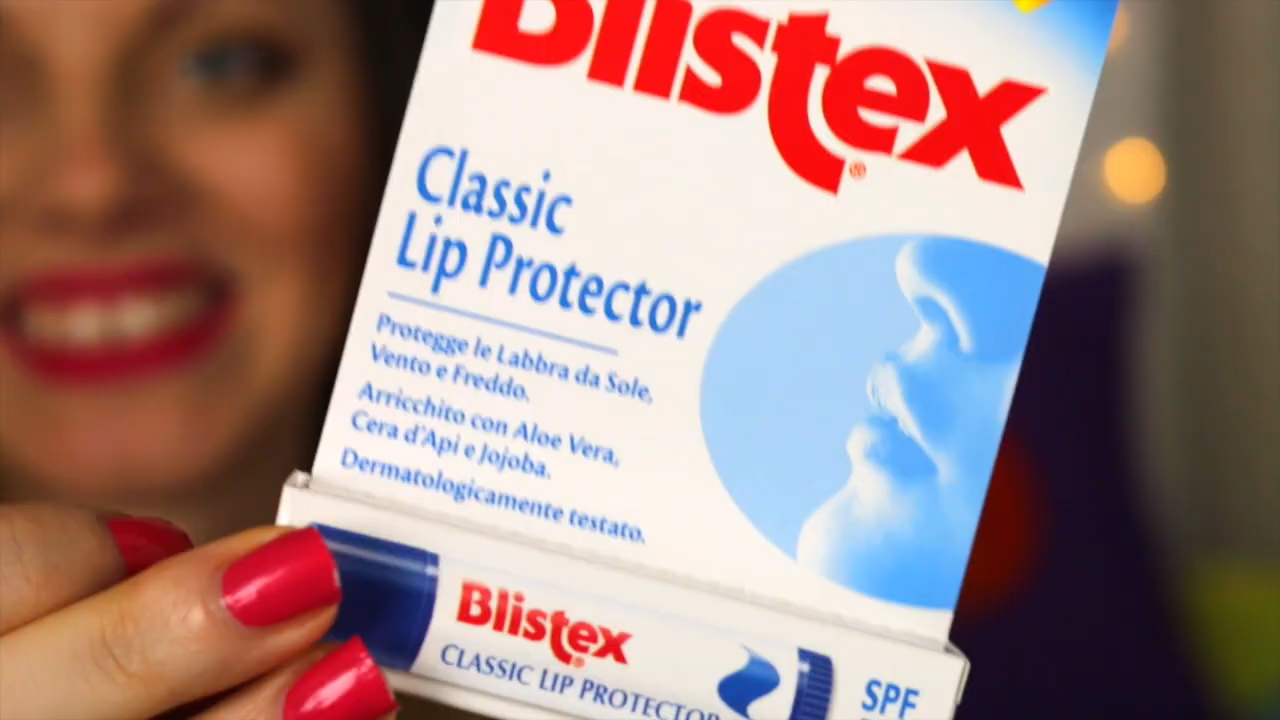 Blistex
Classic
Lip Protector
Protegge le Labbra da Sole,
Vento e Freddo.
Arricchito con Aloe Vera,
Cera d'Api e Jojoba.
Dermatologicamente testato.
Blistex
CLASSIC LIP PROTECTOR
SPF